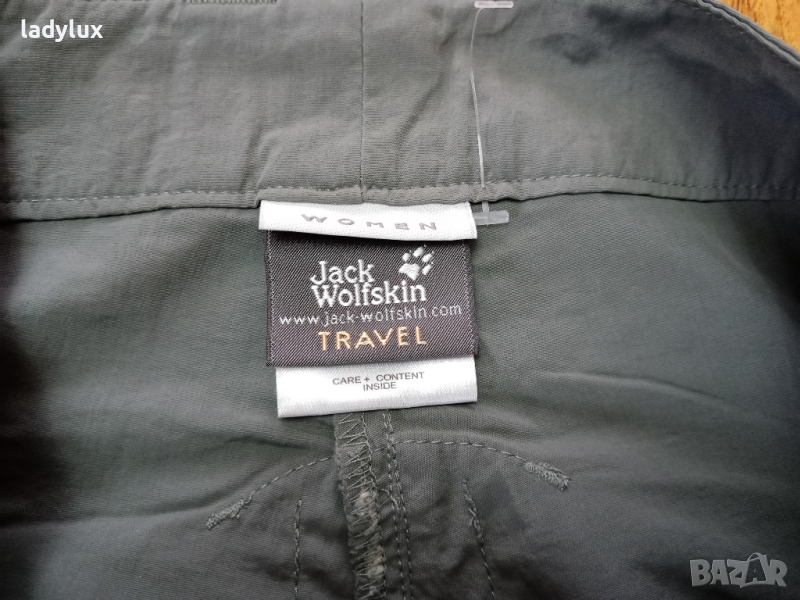 ladylux
WOMEN
Jack
Wolfskin
www.jack-wolfskin.com
TRAVEL
CARE + CONTENT
INSIDE
BAZAR